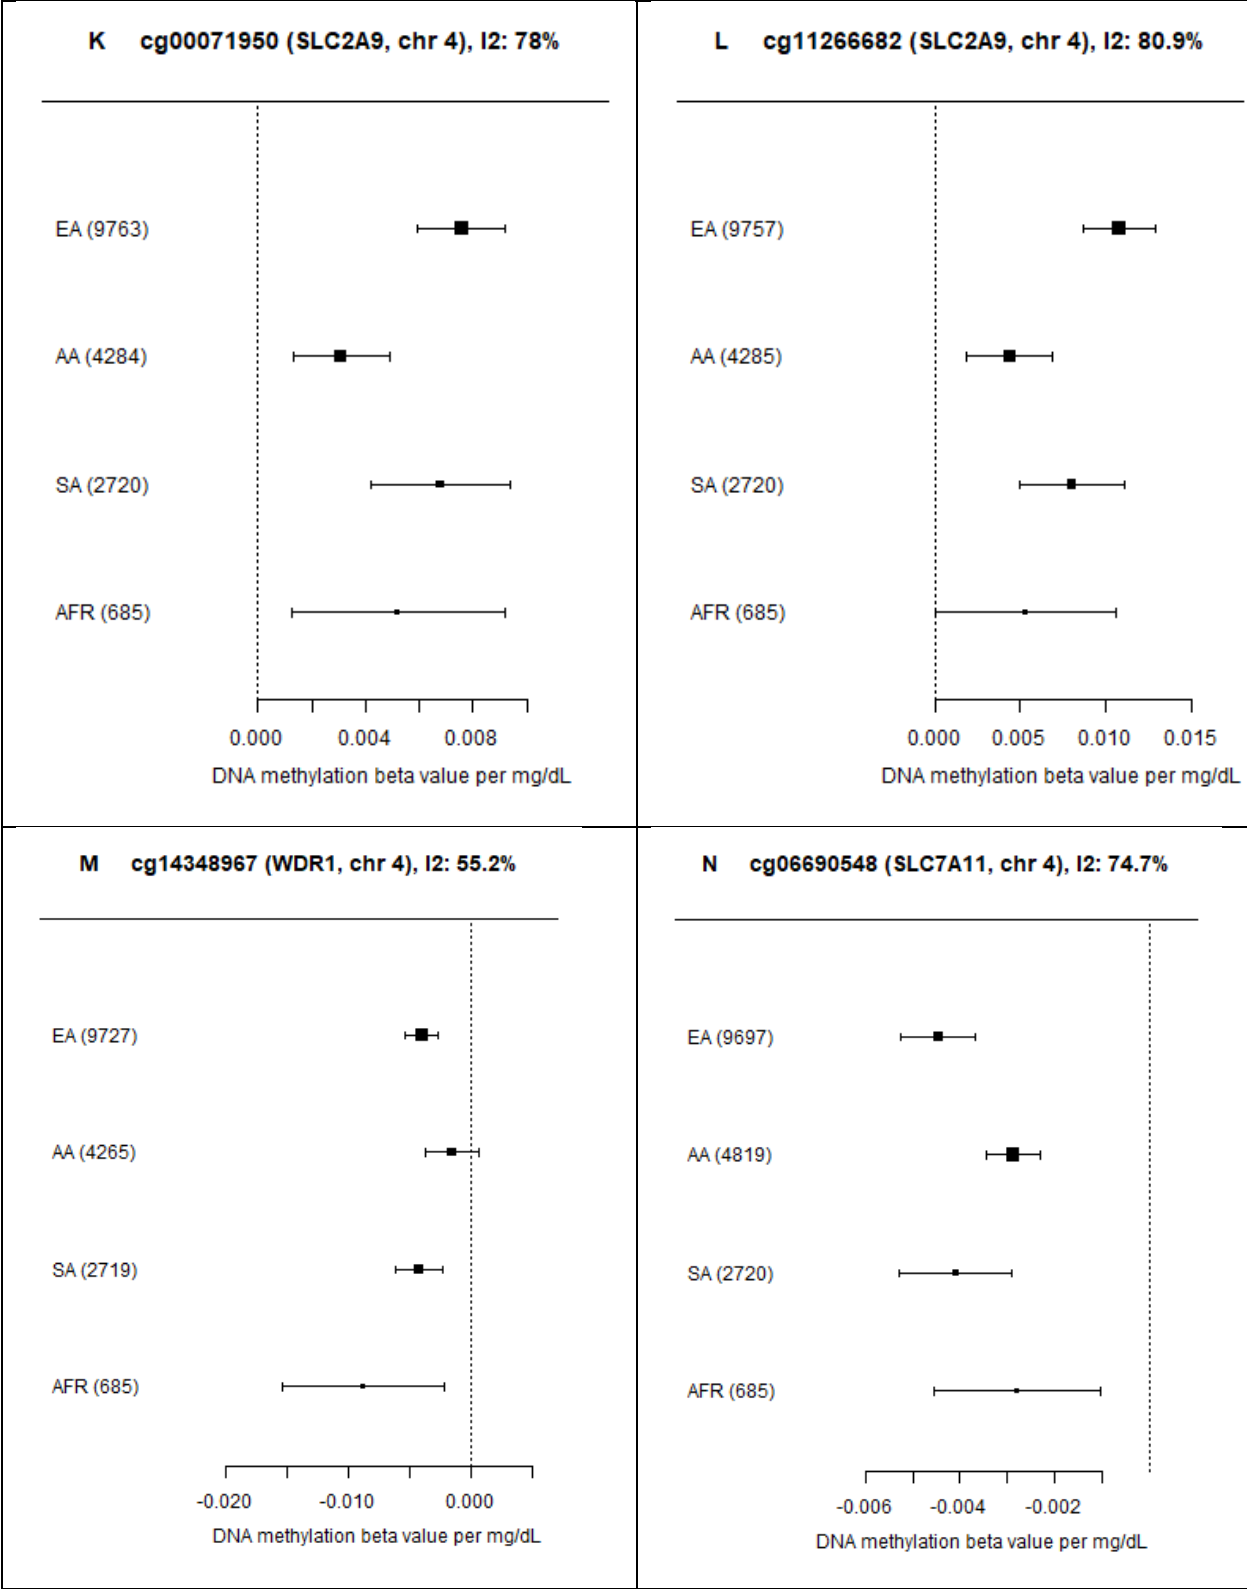 K cg00071950 (SLC2A9, chr 4), I2: 78%
EA (9763)
AA (4284)
SA (2720)
AFR (685)
0.000 0.004 0.008
DNA methylation beta value per mg/dL
L cg11266682 (SLC2A9, chr 4), I2: 80.9%
EA (9757)
AA (4285)
SA (2720)
AFR (685)
0.000 0.005 0.010 0.015
DNA methylation beta value per mg/dL
M cg14348967 (WDR1, chr 4), I2: 55.2%
EA (9727)
AA (4265)
SA (2719)
AFR (685)
-0.020 -0.010 0.000
DNA methylation beta value per mg/dL
N cg06690548 (SLC7A11, chr 4), I2: 74.7%
EA (9697)
AA (4819)
SA (2720)
AFR (685)
-0.006 -0.004 -0.002
DNA methylation beta value per mg/dL